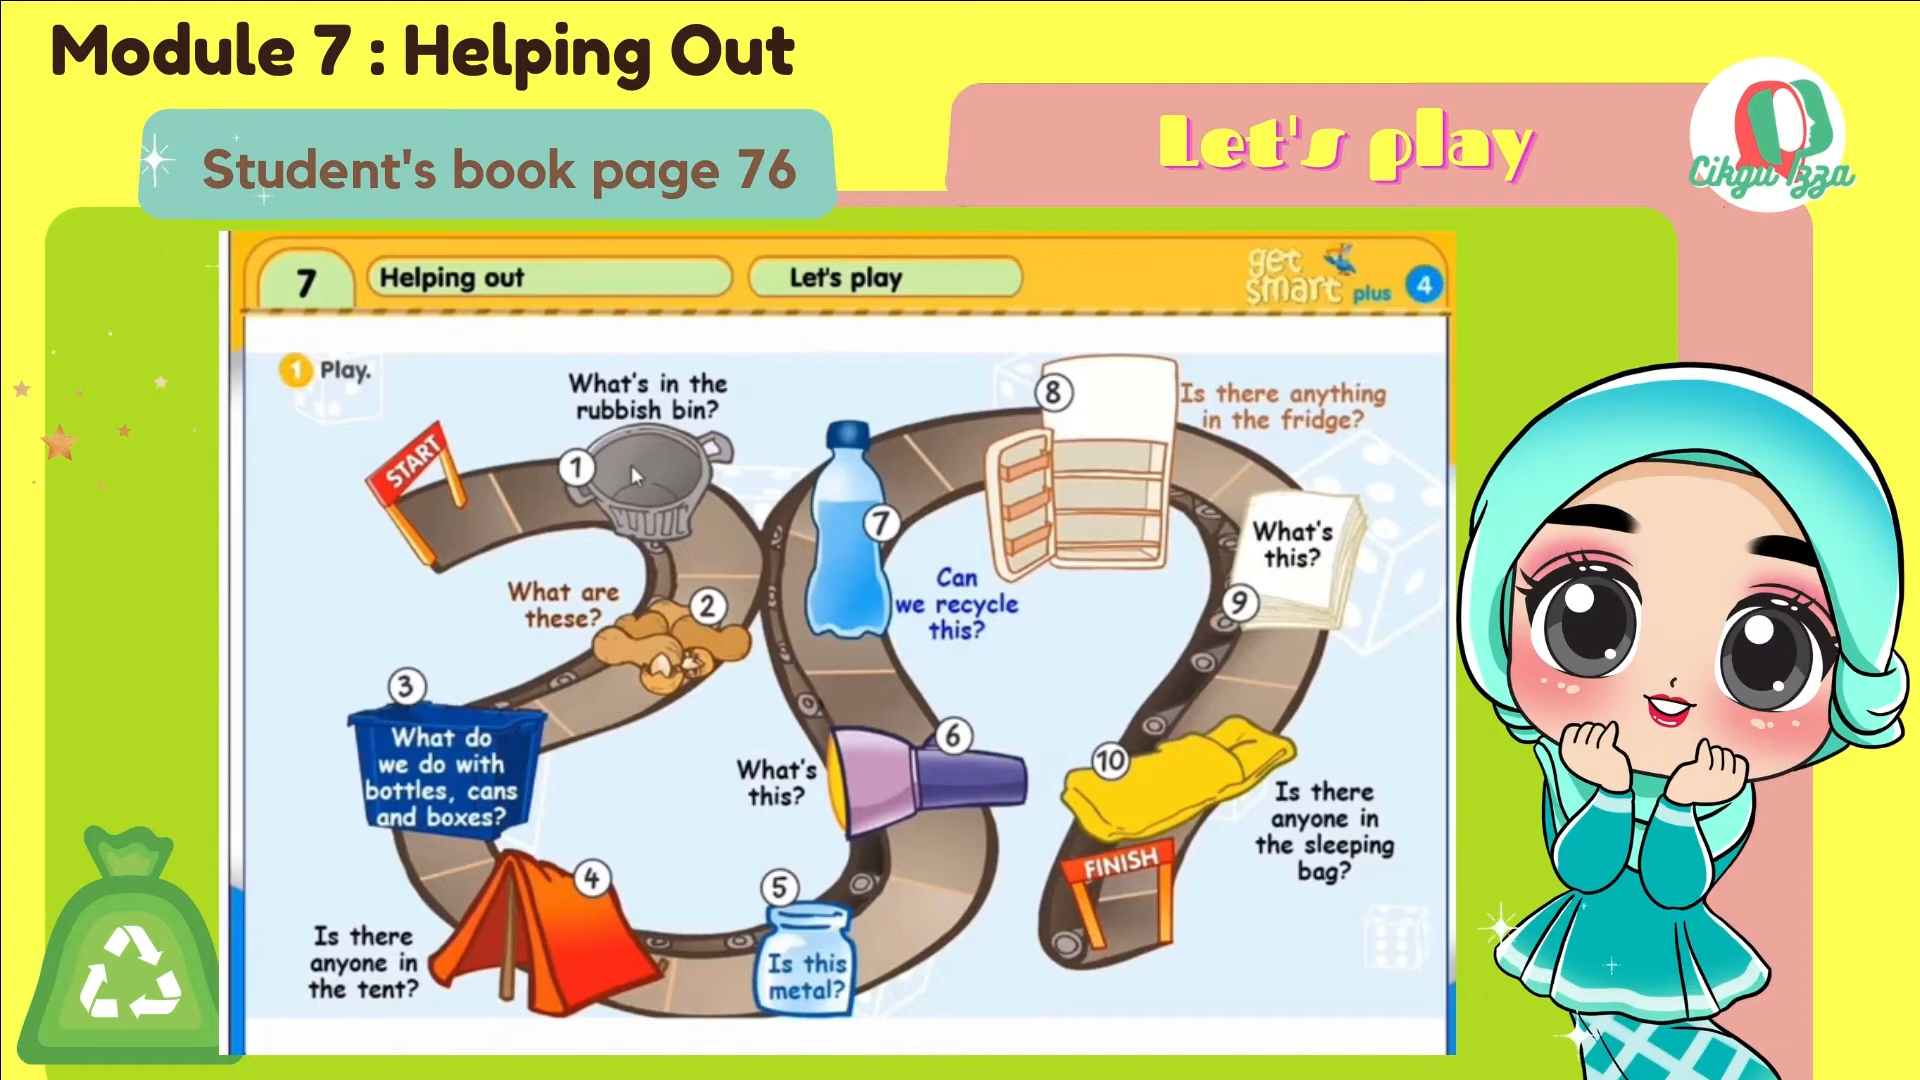 Module 7 : Helping Out
Student's book page 76
Let's play
Cikgu Izza
7
Helping out
Let's play
get
smart plus 4
1 Play.
START
What's in the
rubbish bin?
1
What are
these?
2
3
What do
we do with
bottles, cans
and boxes?
4
Is there
anyone in
the tent?
5
Is this
metal?
6
What's
this?
7
Can
we recycle
this?
8
Is there anything
in the fridge?
9
What's
this?
10
Is there
anyone in
the sleeping
bag?
FINISH